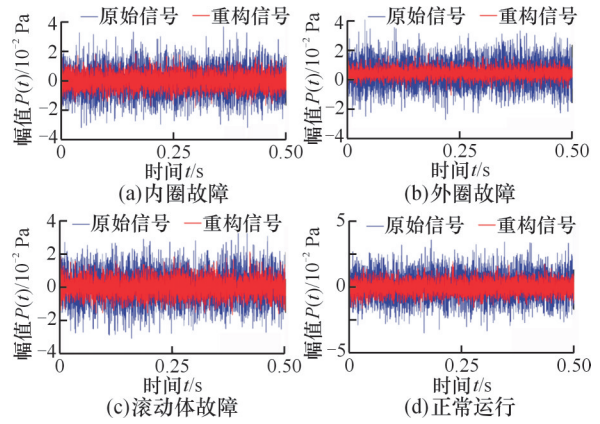 原始信号 重构信号
幅值P(t)/10⁻² Pa
4
2
0
−2
−4
0 0.25 0.50
时间t/s
(a)内圈故障
原始信号 重构信号
幅值P(t)/10⁻² Pa
4
2
0
−2
−4
0 0.25 0.50
时间t/s
(b)外圈故障
原始信号 重构信号
幅值P(t)/10⁻² Pa
4
2
0
−2
−4
0 0.25 0.50
时间t/s
(c)滚动体故障
原始信号 重构信号
幅值P(t)/10⁻² Pa
5
0
−5
0 0.25 0.50
时间t/s
(d)正常运行